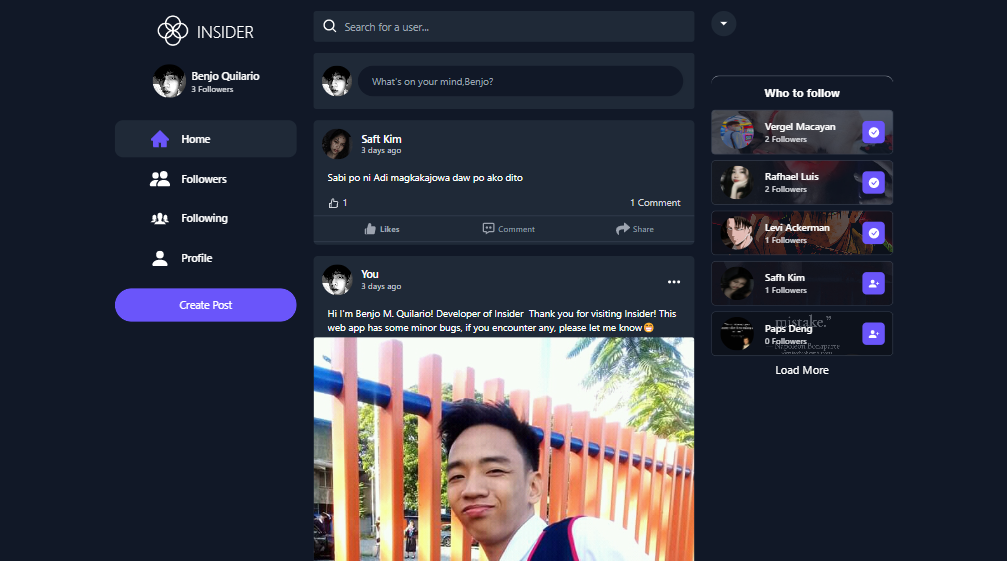 INSIDER
Benjo Quilario
3 Followers
Home
Followers
Following
Profile
Create Post
Search for a user...
What's on your mind,Benjo?
Saft Kim
3 days ago
Sabi po ni Adi magkakajowa daw po ako dito
1
1 Comment
Likes
Comment
Share
You
3 days ago
Hi I'm Benjo M. Quilario! Developer of Insider Thank you for visiting Insider! This
web app has some minor bugs, if you encounter any, please let me know😁
Who to follow
Vergel Macayan
2 Followers
Rafhael Luis
2 Followers
Levi Ackerman
1 Followers
Safh Kim
1 Followers
mistake."
Paps Deng
0 Followers
Napoleon Bonaparte
Load More